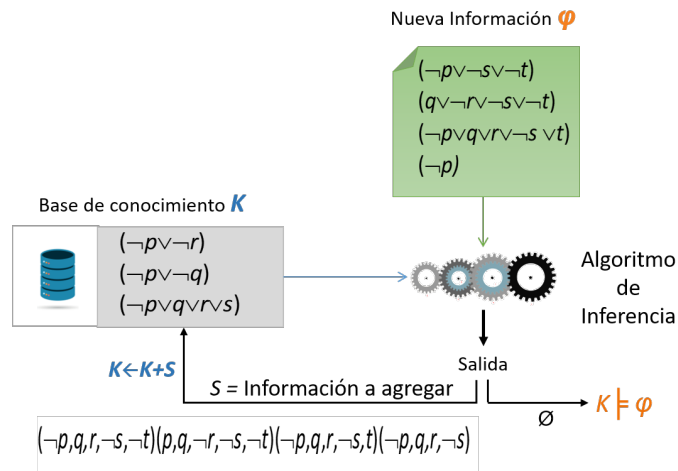 Nueva Información φ
(¬p∨¬s∨¬t)
(q∨¬r∨¬s∨¬t)
(¬p∨q∨r∨¬s ∨t)
(¬p)
Base de conocimiento K
(¬p∨¬r)
(¬p∨¬q)
(¬p∨q∨r∨s)
Algoritmo
de
Inferencia
Salida
K←K+S
S = Información a agregar
Ø
K ⊨ φ
(¬p,q,r,¬s,¬t)(p,q,¬r,¬s,¬t)(¬p,q,r,¬s,t)(¬p,q,r,¬s)